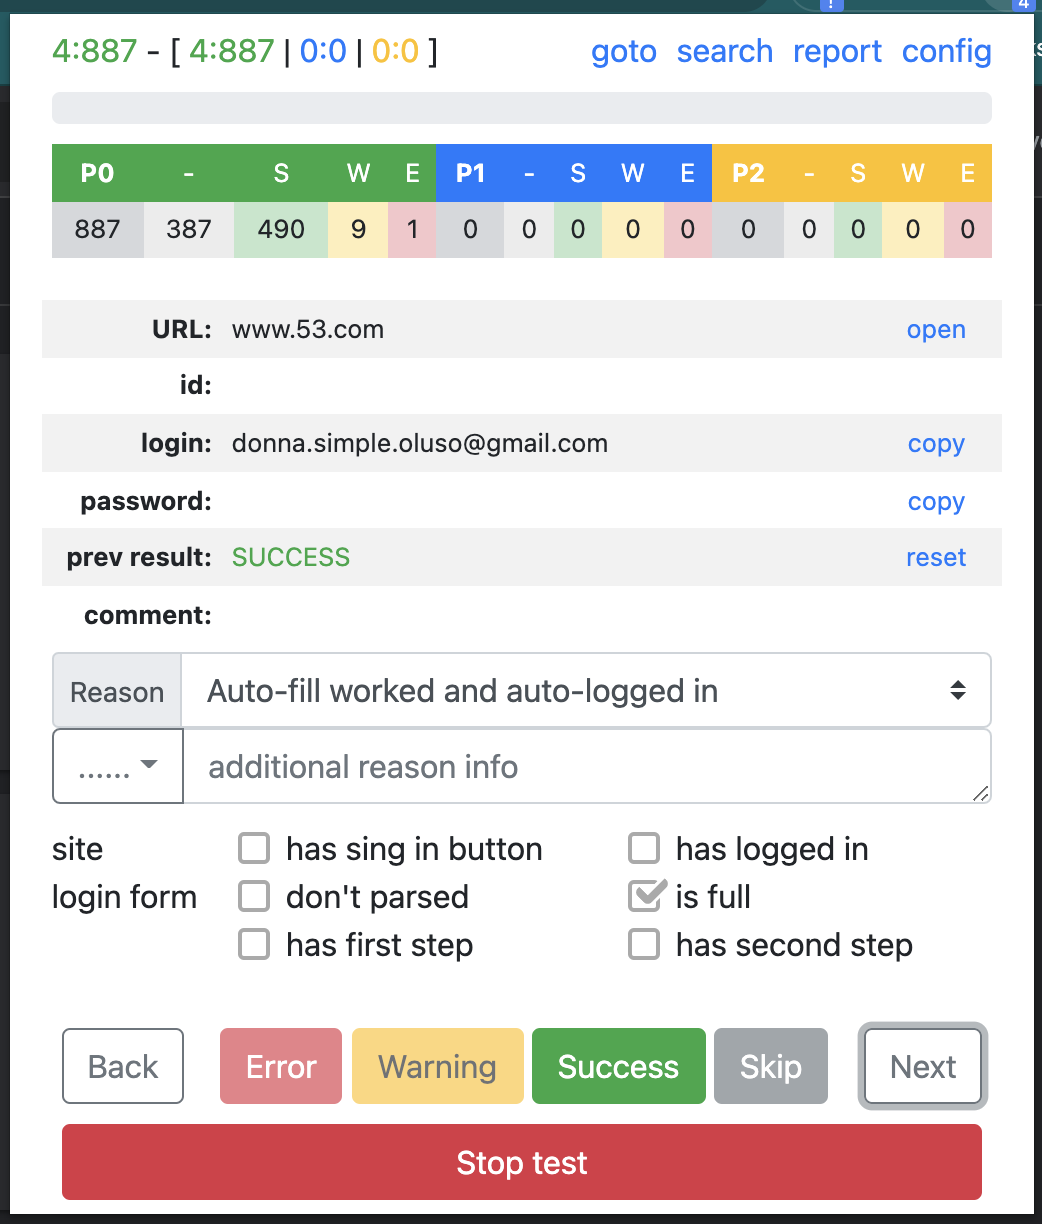 4:887 - [ 4:887 | 0:0 | 0:0 ] goto search report config
P0 - S W E P1 - S W E P2 - S W E
887 387 490 9 1 0 0 0 0 0 0 0 0 0 0
URL: www.53.com open
id:
login: donna.simple.oluso@gmail.com copy
password: copy
prev result: SUCCESS reset
comment:
Reason Auto-fill worked and auto-logged in
...... additional reason info
site has sing in button has logged in
login form don't parsed is full
has first step has second step
Back Error Warning Success Skip Next
Stop test